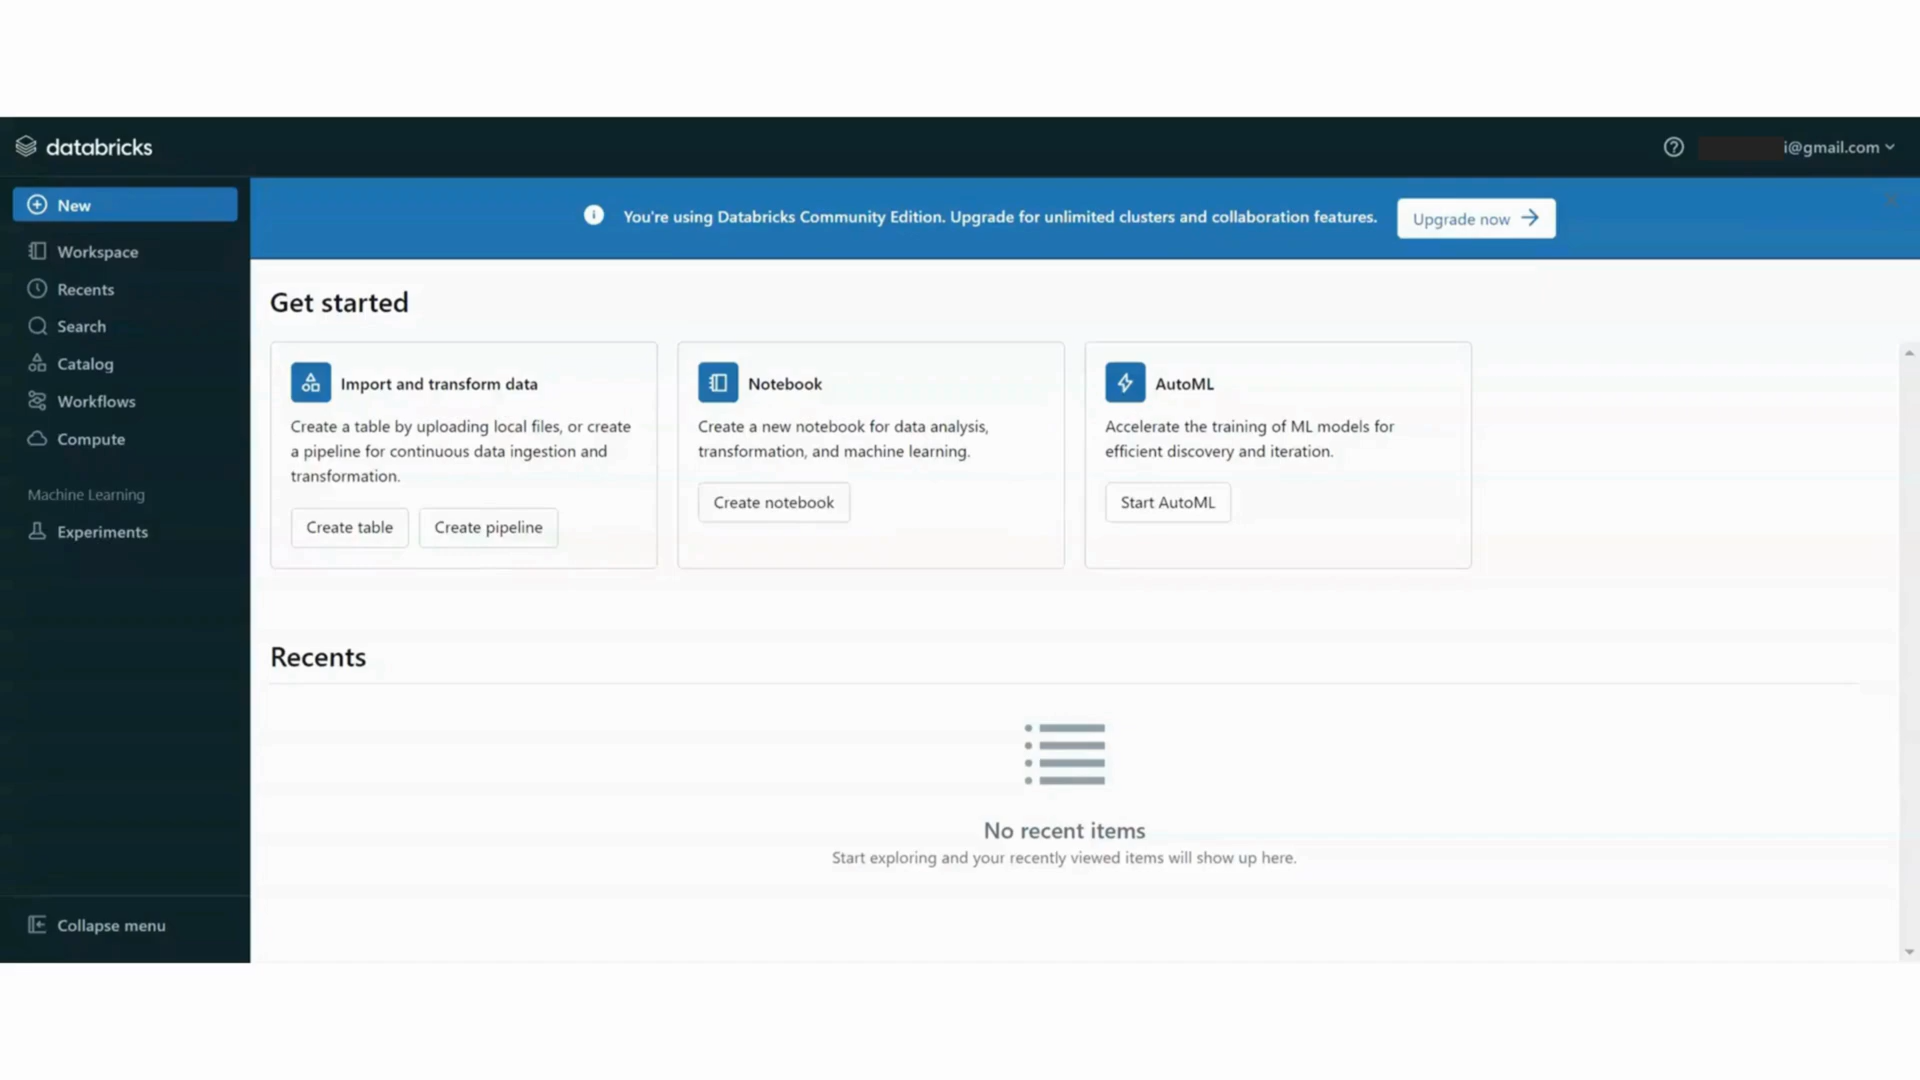 databricks
i@gmail.com
New
You're using Databricks Community Edition. Upgrade for unlimited clusters and collaboration features.
Upgrade now
Workspace
Recents
Search
Catalog
Workflows
Compute
Machine Learning
Experiments
Collapse menu
Get started
Import and transform data
Create a table by uploading local files, or create
a pipeline for continuous data ingestion and
transformation.
Create table
Create pipeline
Notebook
Create a new notebook for data analysis,
transformation, and machine learning.
Create notebook
AutoML
Accelerate the training of ML models for
efficient discovery and iteration.
Start AutoML
Recents
No recent items
Start exploring and your recently viewed items will show up here.